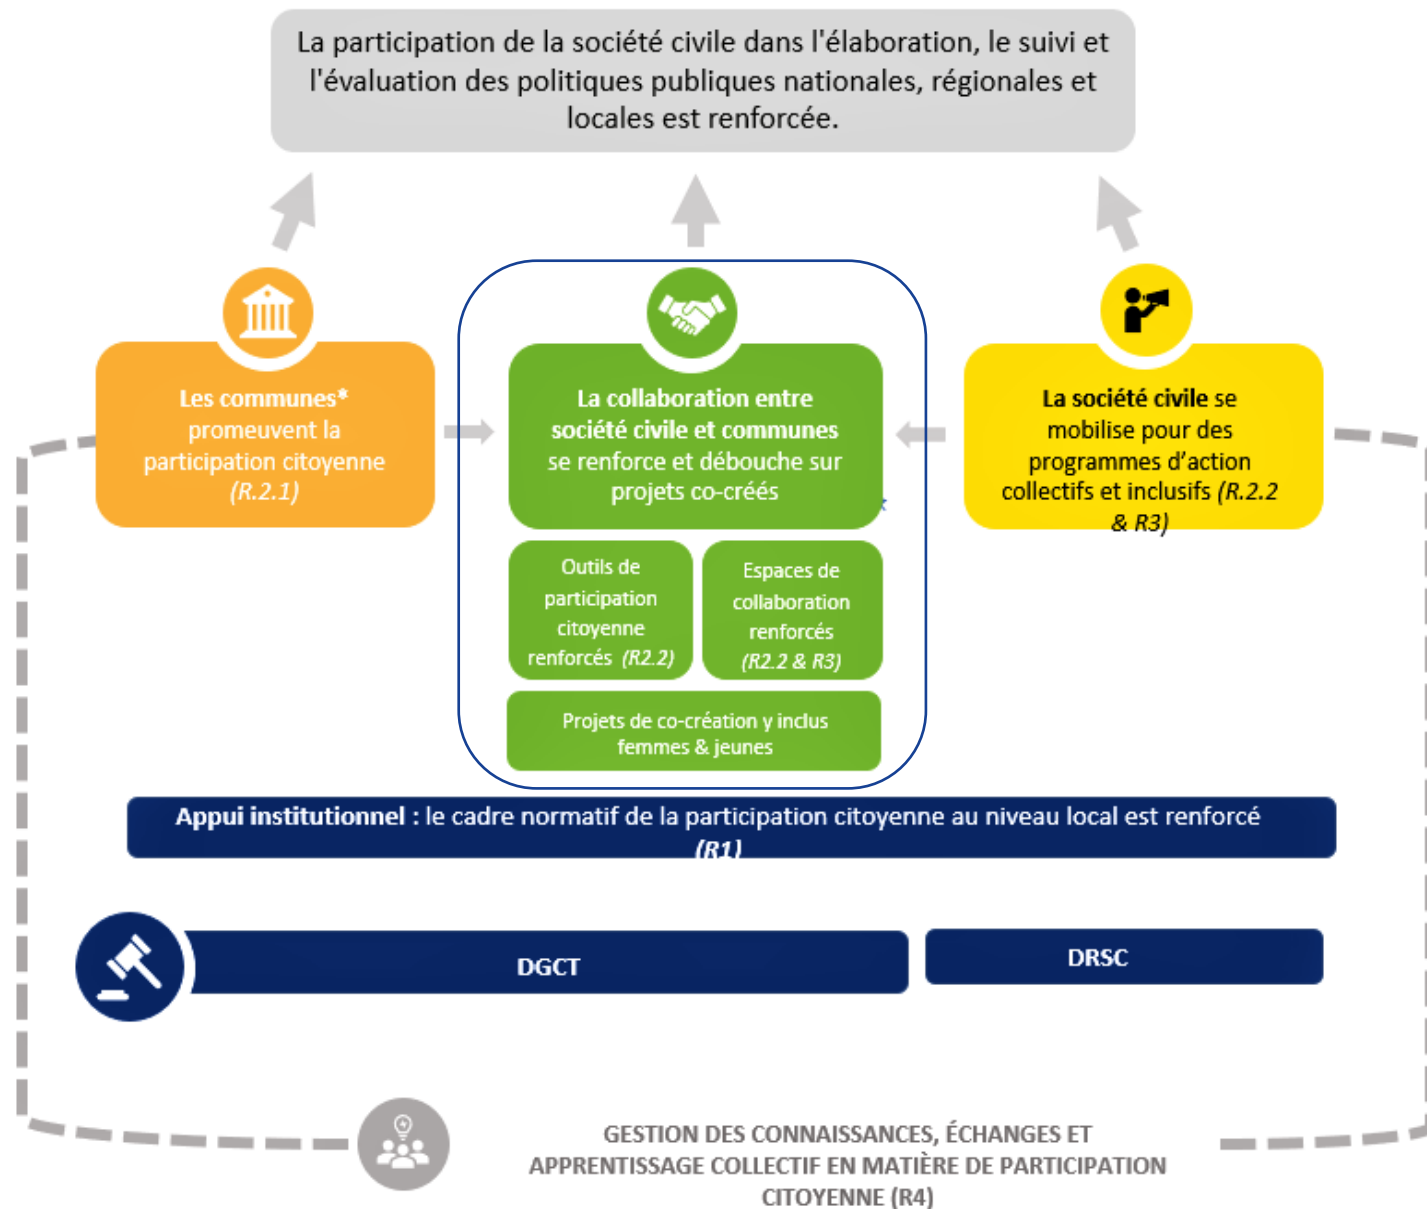 La participation de la société civile dans l'élaboration, le suivi et
l'évaluation des politiques publiques nationales, régionales et
locales est renforcée.
Les communes*
promeuvent la
participation citoyenne
(R.2.1)
La collaboration entre
société civile et communes
se renforce et débouche sur
projets co-créés
La société civile se
mobilise pour des
programmes d’action
collectifs et inclusifs (R.2.2
& R3)
Outils de
participation
citoyenne
renforcés (R2.2)
Espaces de
collaboration
renforcés
(R2.2 & R3)
Projets de co-création y inclus
femmes & jeunes
Appui institutionnel : le cadre normatif de la participation citoyenne au niveau local est renforcé
(R1)
DGCT
DRSC
GESTION DES CONNAISSANCES, ÉCHANGES ET
APPRENTISSAGE COLLECTIF EN MATIÈRE DE PARTICIPATION
CITOYENNE (R4)